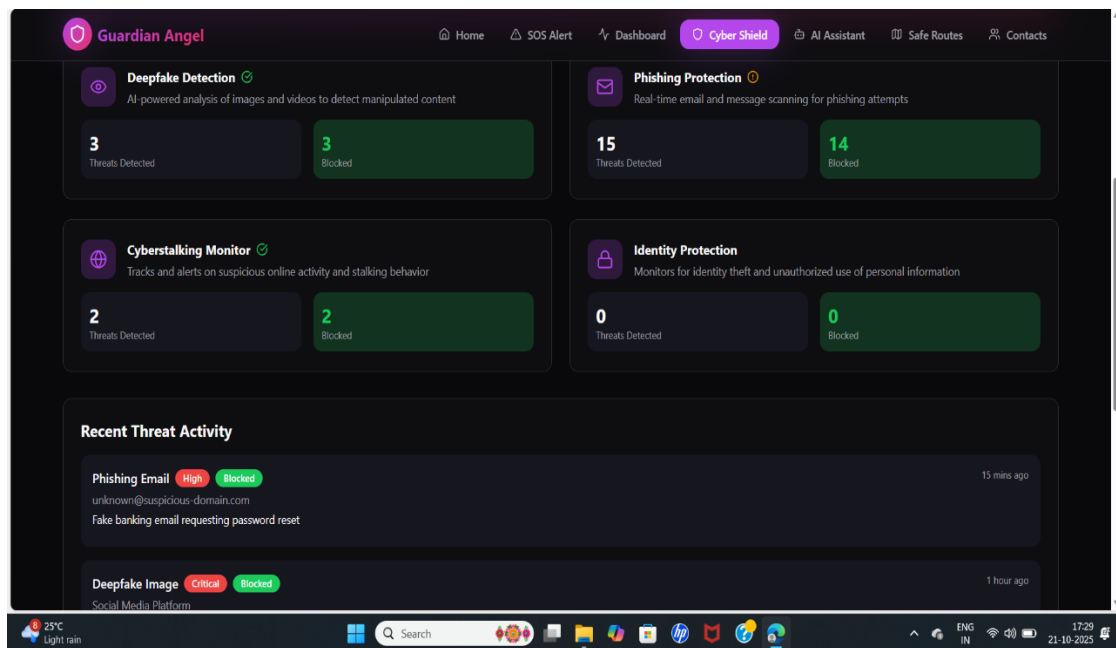 Guardian Angel
Home
SOS Alert
Dashboard
Cyber Shield
AI Assistant
Safe Routes
Contacts
Deepfake Detection
AI-powered analysis of images and videos to detect manipulated content
3
Threats Detected
3
Blocked
Phishing Protection
Real-time email and message scanning for phishing attempts
15
Threats Detected
14
Blocked
Cyberstalking Monitor
Tracks and alerts on suspicious online activity and stalking behavior
2
Threats Detected
2
Blocked
Identity Protection
Monitors for identity theft and unauthorized use of personal information
0
Threats Detected
0
Blocked
Recent Threat Activity
Phishing Email High Blocked
15 mins ago
unknown@suspicious-domain.com
Fake banking email requesting password reset
Deepfake Image Critical Blocked
1 hour ago
Social Media Platform
8
25°C
Light rain
Search
hp
ENG
IN
17:29
21-10-2025